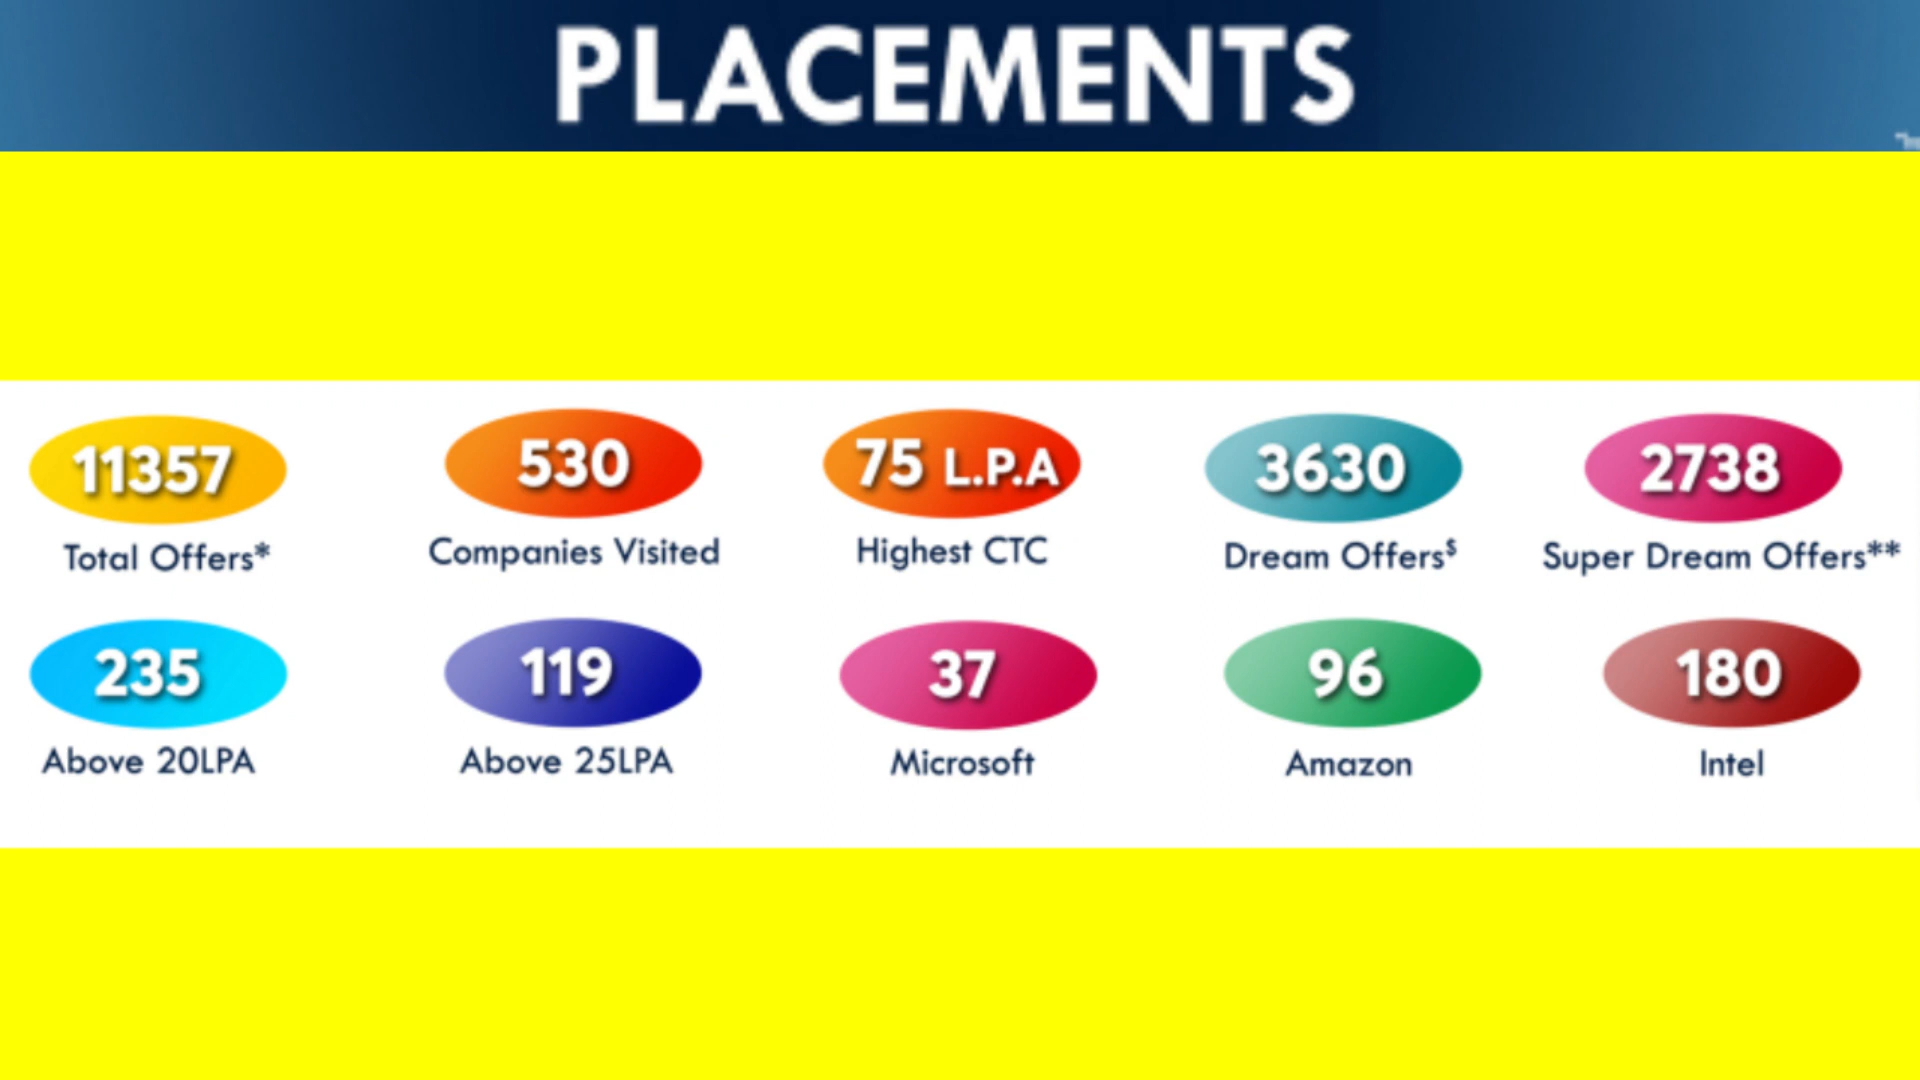 PLACEMENTS
11357
Total Offers*
530
Companies Visited
75 L.P.A
Highest CTC
3630
Dream Offers$
2738
Super Dream Offers**
235
Above 20LPA
119
Above 25LPA
37
Microsoft
96
Amazon
180
Intel